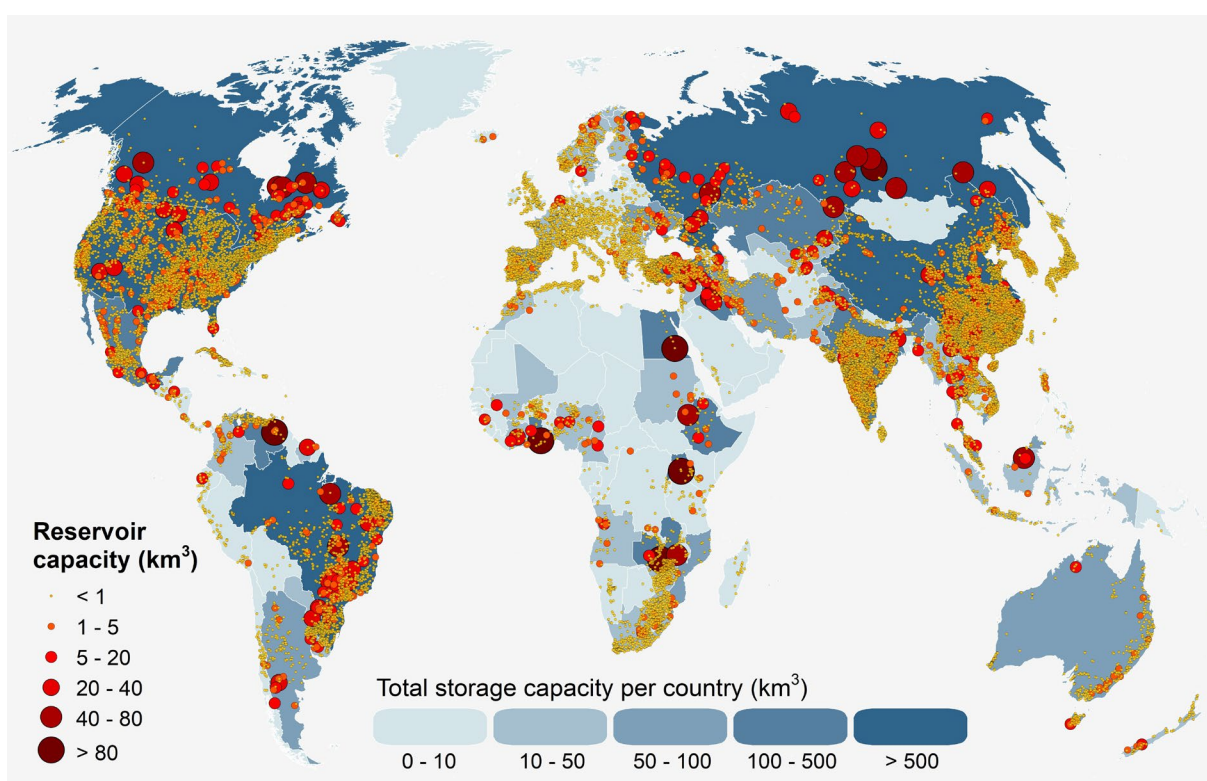 Reservoir
capacity (km³)
< 1
1 - 5
5 - 20
20 - 40
40 - 80
> 80
Total storage capacity per country (km³)
0 - 10
10 - 50
50 - 100
100 - 500
> 500